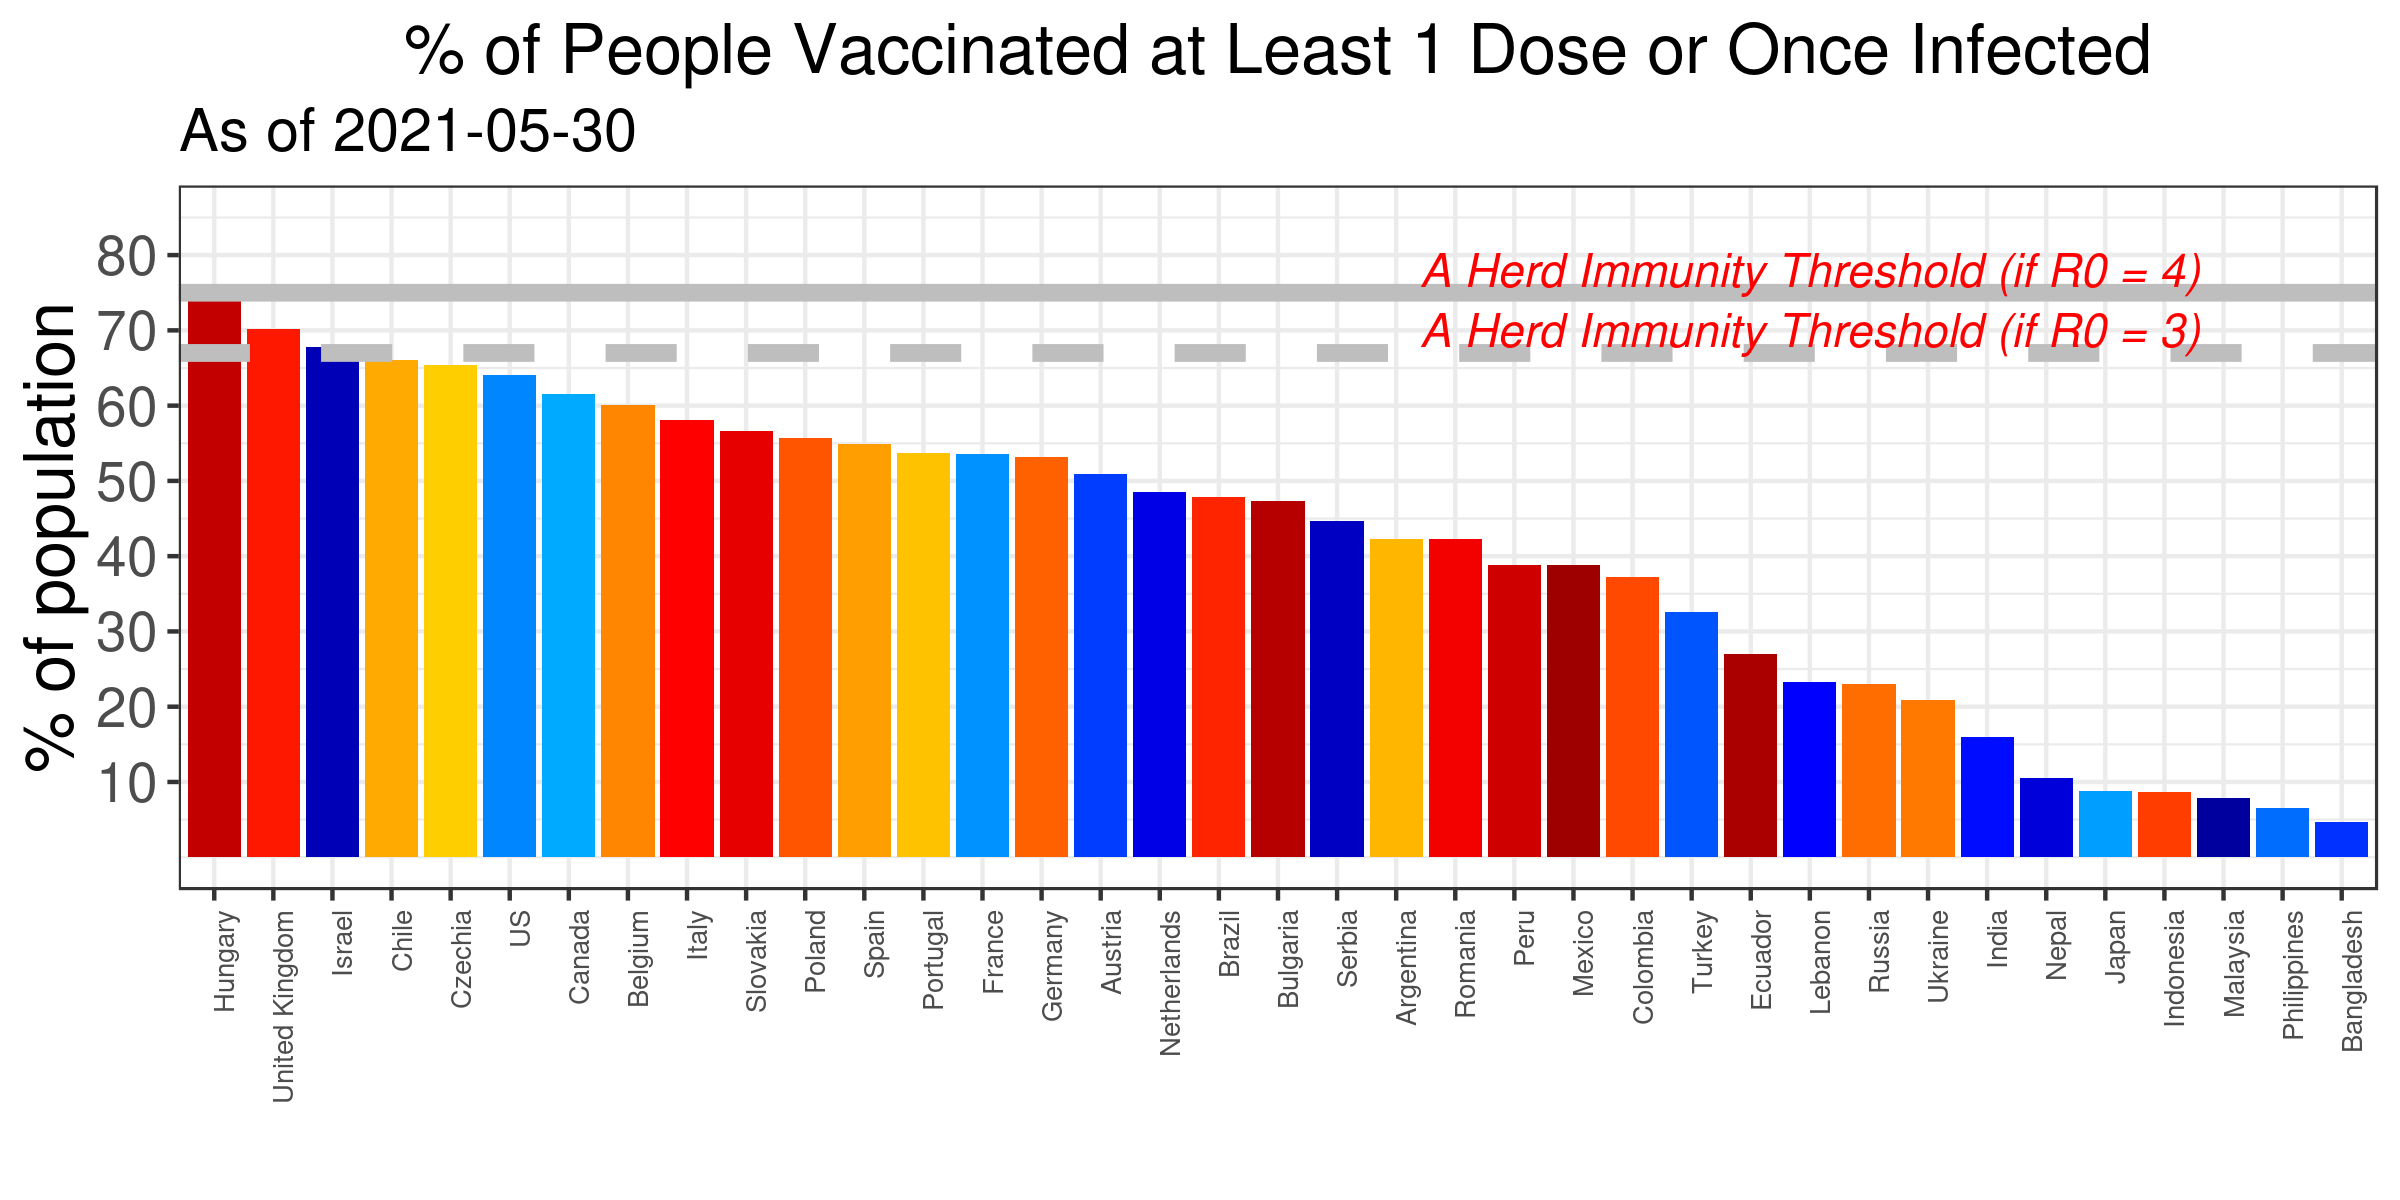 % of People Vaccinated at Least 1 Dose or Once Infected
As of 2021-05-30
% of population
80
70
60
50
40
30
20
10
A Herd Immunity Threshold (if R0 = 4)
A Herd Immunity Threshold (if R0 = 3)
Hungary
United Kingdom
Israel
Chile
Czechia
US
Canada
Belgium
Italy
Slovakia
Poland
Spain
Portugal
France
Germany
Austria
Netherlands
Brazil
Bulgaria
Serbia
Argentina
Romania
Peru
Mexico
Colombia
Turkey
Ecuador
Lebanon
Russia
Ukraine
India
Nepal
Japan
Indonesia
Malaysia
Philippines
Bangladesh